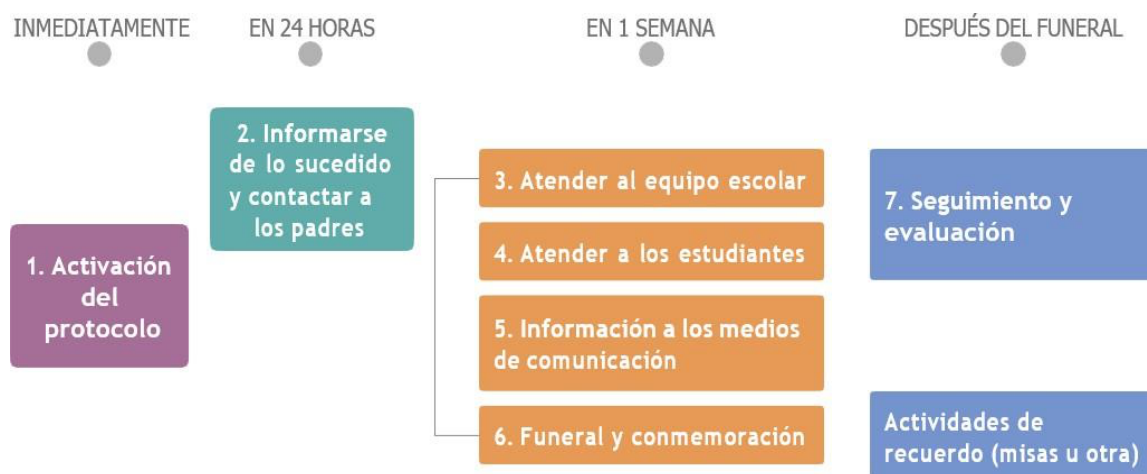 INMEDIATAMENTE
EN 24 HORAS
EN 1 SEMANA
DESPUÉS DEL FUNERAL
1. Activación
del
protocolo
2. Informarse
de lo sucedido
y contactar a
los padres
3. Atender al equipo escolar
4. Atender a los estudiantes
5. Información a los medios
de comunicación
6. Funeral y conmemoración
7. Seguimiento y
evaluación
Actividades de
recuerdo (misas u otra)